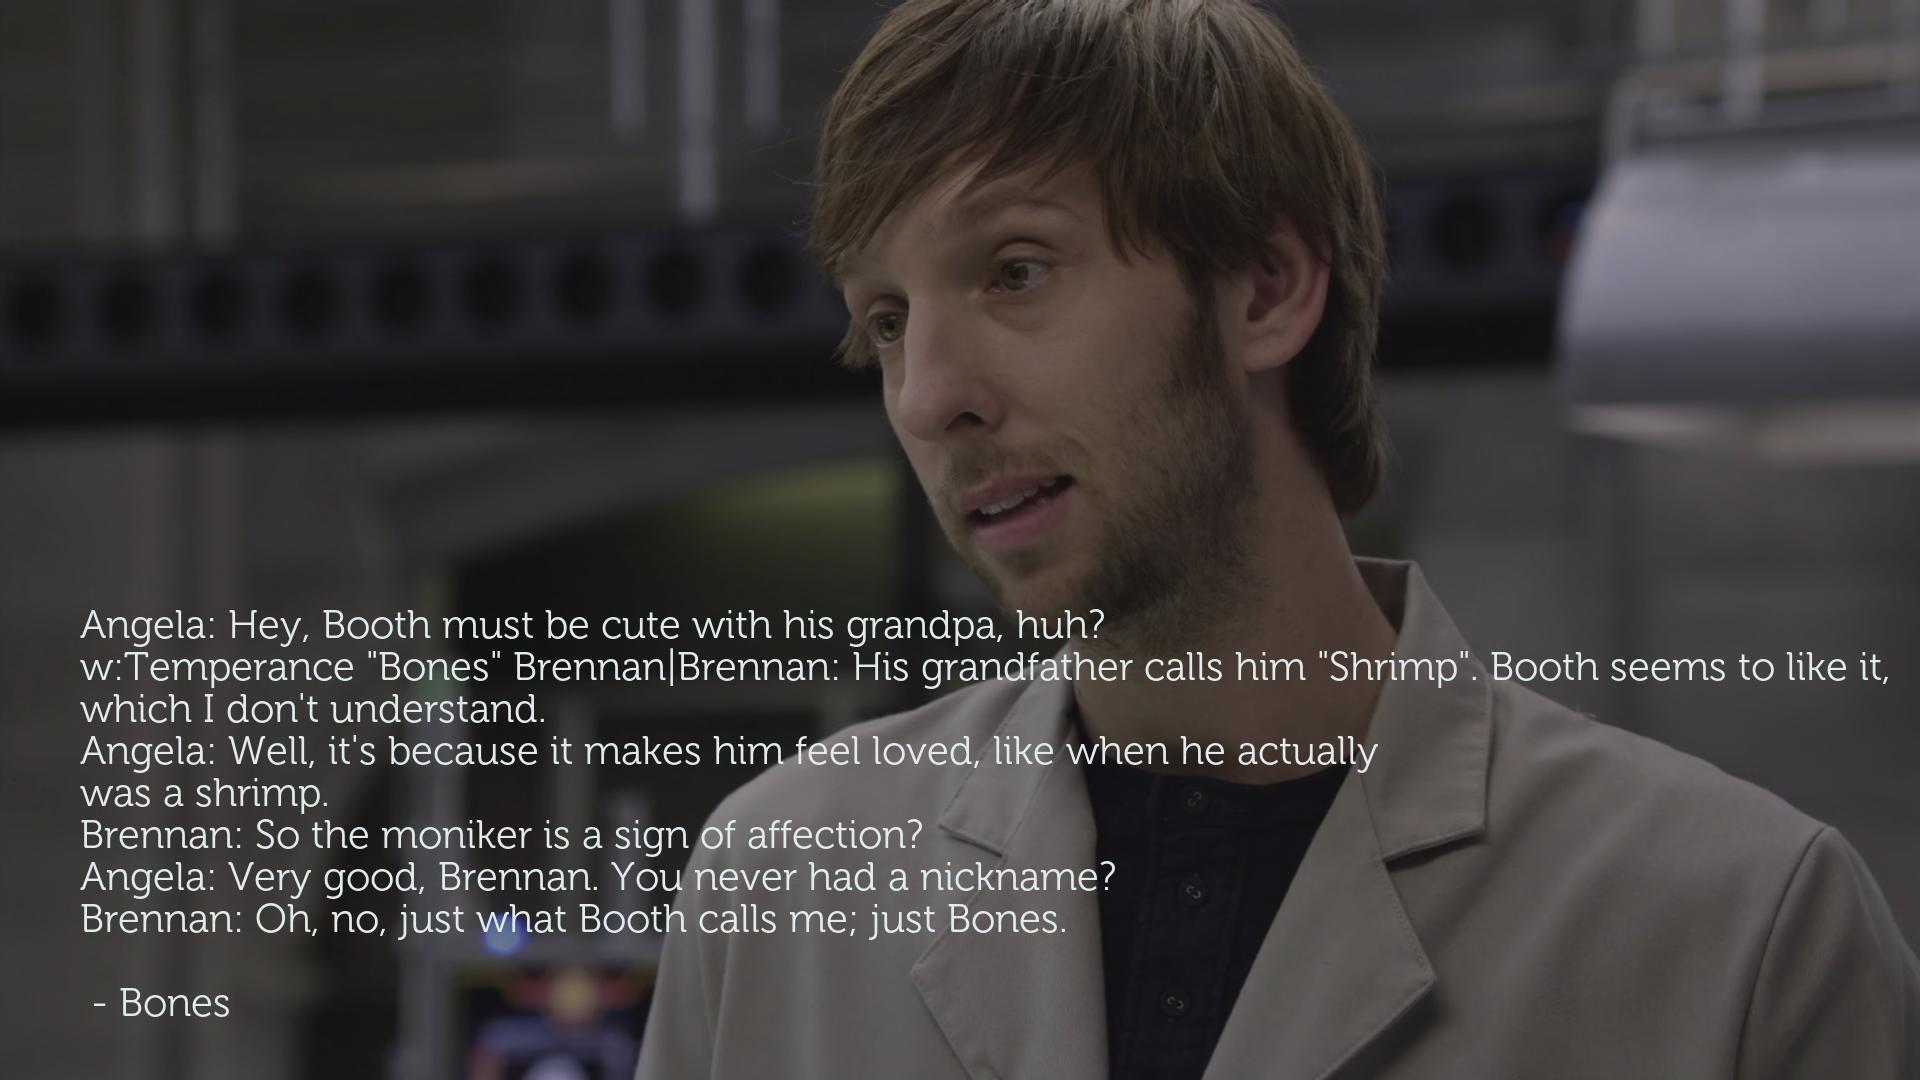 Angela: Hey, Booth must be cute with his grandpa, huh?
w:Temperance "Bones" Brennan|Brennan: His grandfather calls him "Shrimp". Booth seems to like it,
which I don't understand.
Angela: Well, it's because it makes him feel loved, like when he actually
was a shrimp.
Brennan: So the moniker is a sign of affection?
Angela: Very good, Brennan. You never had a nickname?
Brennan: Oh, no, just what Booth calls me; just Bones.
- Bones